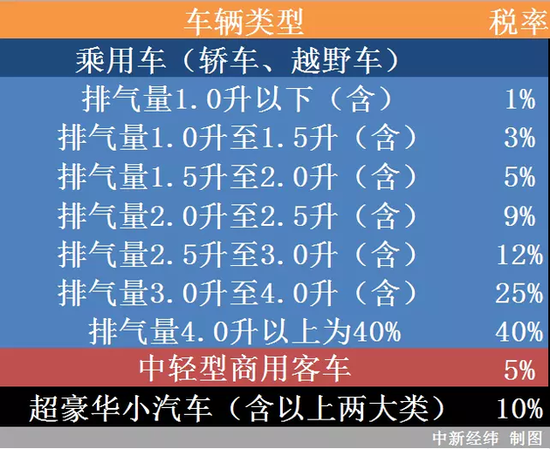 车辆类型 税率
乘用车（轿车、越野车）
排气量1.0升以下（含） 1%
排气量1.0升至1.5升（含） 3%
排气量1.5升至2.0升（含） 5%
排气量2.0升至2.5升（含） 9%
排气量2.5升至3.0升（含） 12%
排气量3.0升至4.0升（含） 25%
排气量4.0升以上为40% 40%
中轻型商用客车 5%
超豪华小汽车（含以上两大类） 10%
中新经纬 制图